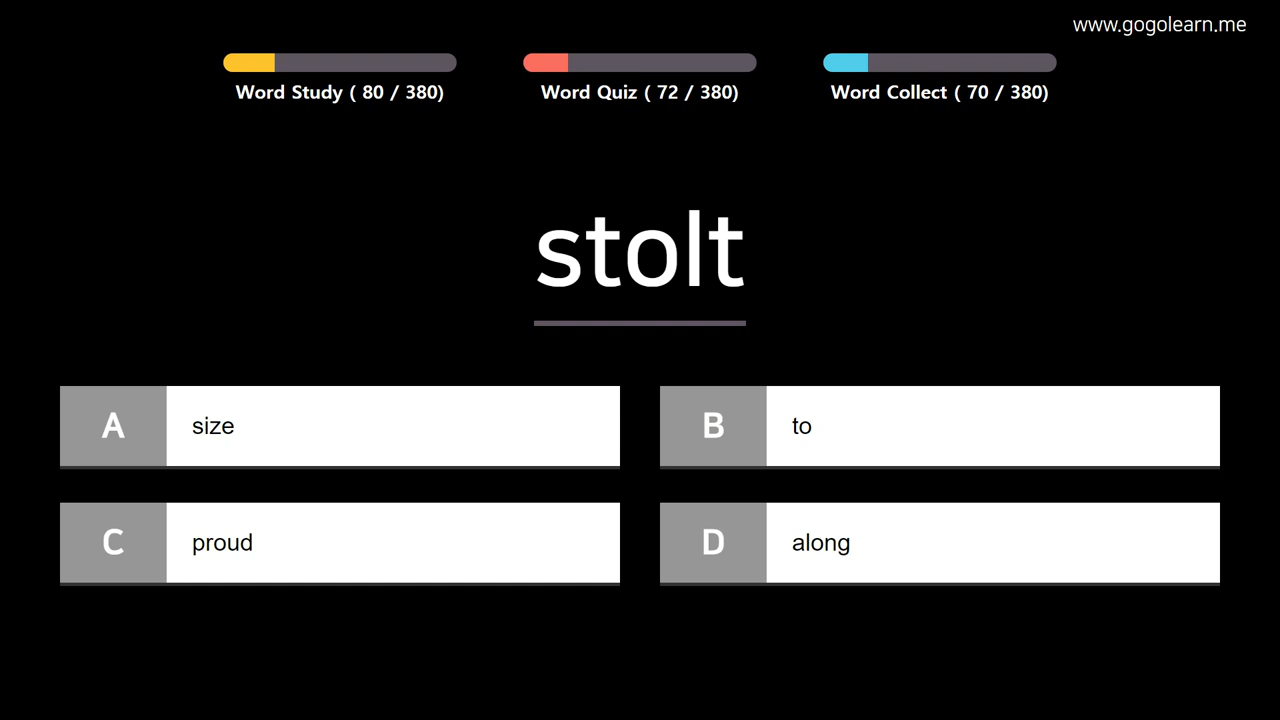 www.gogolearn.me
Word Study ( 80 / 380)
Word Quiz ( 72 / 380)
Word Collect ( 70 / 380)
stolt
A size
B to
C proud
D along